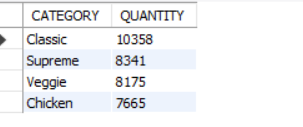 CATEGORY QUANTITY
Classic 10358
Supreme 8341
Veggie 8175
Chicken 7665